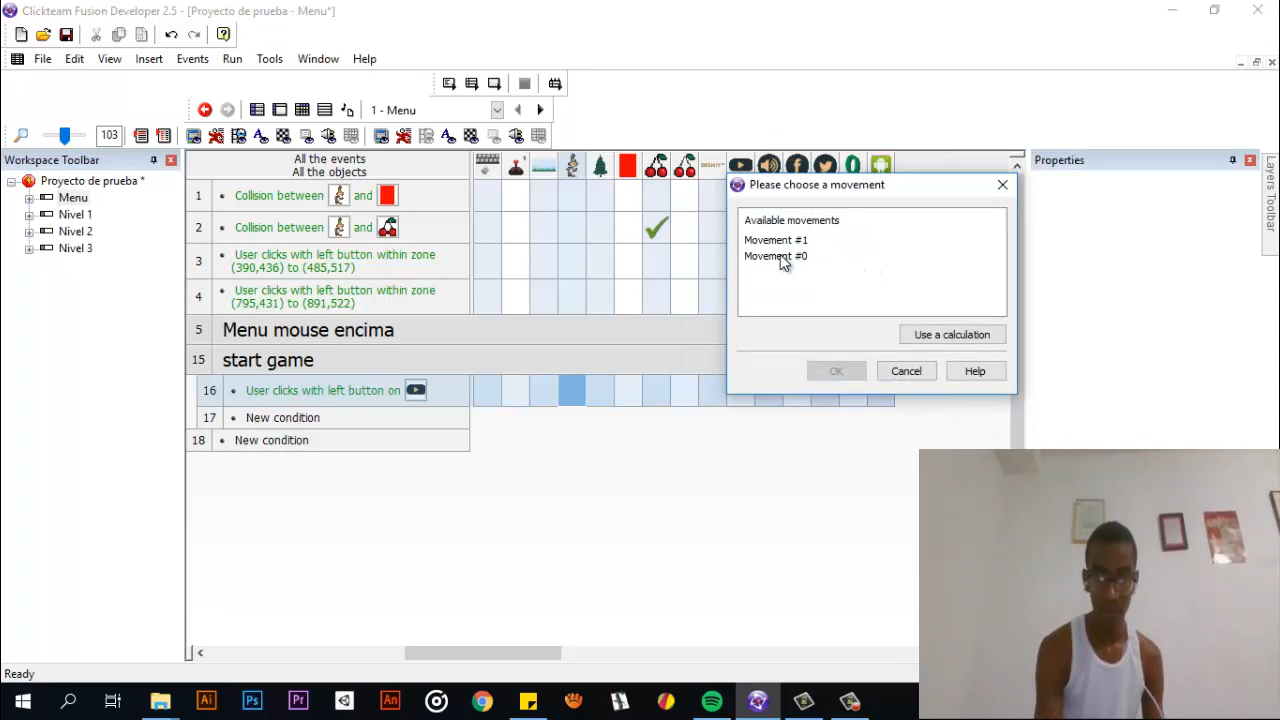 Clickteam Fusion Developer 2.5 - [Proyecto de prueba - Menu*]
File Edit View Insert Events Run Tools Window Help
1 - Menu
103
Workspace Toolbar
Proyecto de prueba *
Menu
Nivel 1
Nivel 2
Nivel 3
All the events
All the objects
1 Collision between and
2 Collision between and
3 User clicks with left button within zone
(390,436) to (485,517)
4 User clicks with left button within zone
(795,431) to (891,522)
5 Menu mouse encima
15 start game
16 User clicks with left button on
17 New condition
18 New condition
Please choose a movement
Available movements
Movement #1
Movement #0
Use a calculation
OK Cancel Help
Properties
Layers Toolbar
Ready
Ai Ps Pr An